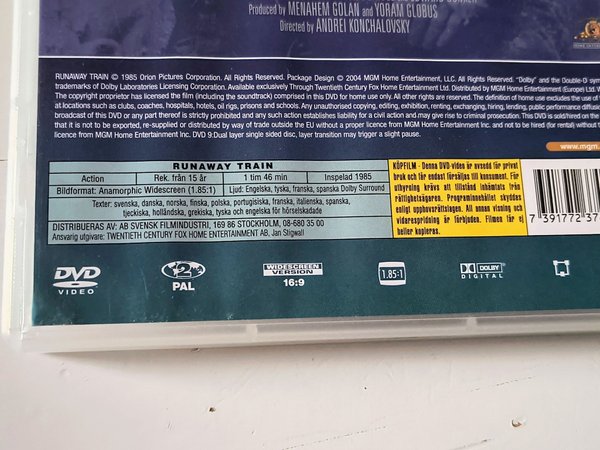 Produced by MENAHEM GOLAN and YORAM GLOBUS
Directed by ANDREI KONCHALOVSKY
RUNAWAY TRAIN © 1985 Orion Pictures Corporation. All Rights Reserved. Package Design © 2004 MGM Home Entertainment, LLC. All Rights Reserved. "Dolby" and the Double-D sym
trademarks of Dolby Laboratories Licensing Corporation. Available exclusively Through Twentieth Century Fox Home Entertainment Ltd. Distributed by MGM Home Entertainment (Europe) Ltd. W
The copyright proprietor has licensed the film (including the soundtrack) comprised in this DVD for home use only. All other rights are reserved. The definition of home use excludes the use of
at locations such as clubs, coaches, hospitals, hotels, oil rigs, prisons and schools. Any unauthorised copying, editing, exhibition, renting, exchanging, hiring, lending, public performance, diffusi
broadcast of this DVD or any part thereof is strictly prohibited and any such action establishes liability for a civil action and may give rise to criminal prosecution. This DVD is sold/hired on the
that it is not to be exported, re-supplied or distributed by way of trade outside the EU without a proper licence from MGM Home Entertainment Inc. and not to be hired (for rental) without t
licence from MGM Home Entertainment Inc. DVD 9:Dual layer single sided disc, layer transition may trigger a slight pause.
www.mgm.
RUNAWAY TRAIN
Action Rek. från 15 år 1 tim 46 min Inspelad 1985
Bildformat: Anamorphic Widescreen (1.85:1) Ljud: Engelska, tyska, franska, spanska Dolby Surround
Texter: svenska, danska, norska, finska, polska, portugisiska, franska, italienska, spanska,
tjeckiska, holländska, grekiska, tyska och engelska för hörselskadade
DISTRIBUERAS AV: AB SVENSK FILMINDUSTRI, 169 86 STOCKHOLM, 08-680 35 00
Ansvarig utgivare: TWENTIETH CENTURY FOX HOME ENTERTAINMENT AB, Jan Stigwall
KÖPFILM - Denna DVD-video är avsedd för privat
bruk och får endast försäljas till konsument. För
uthyrning krävs att tillstånd inhämtats från
rättighetsägaren. Programinnehållet skyddas
enligt upphovsrättslagen. All annan visning och
vidarespridning är förbjuden. Filmen får ej
heller kopieras.
7 391772 37
DVD
VIDEO
2
PAL
WIDESCREEN
VERSION
16:9
1.85:1
DOLBY
DIGITAL